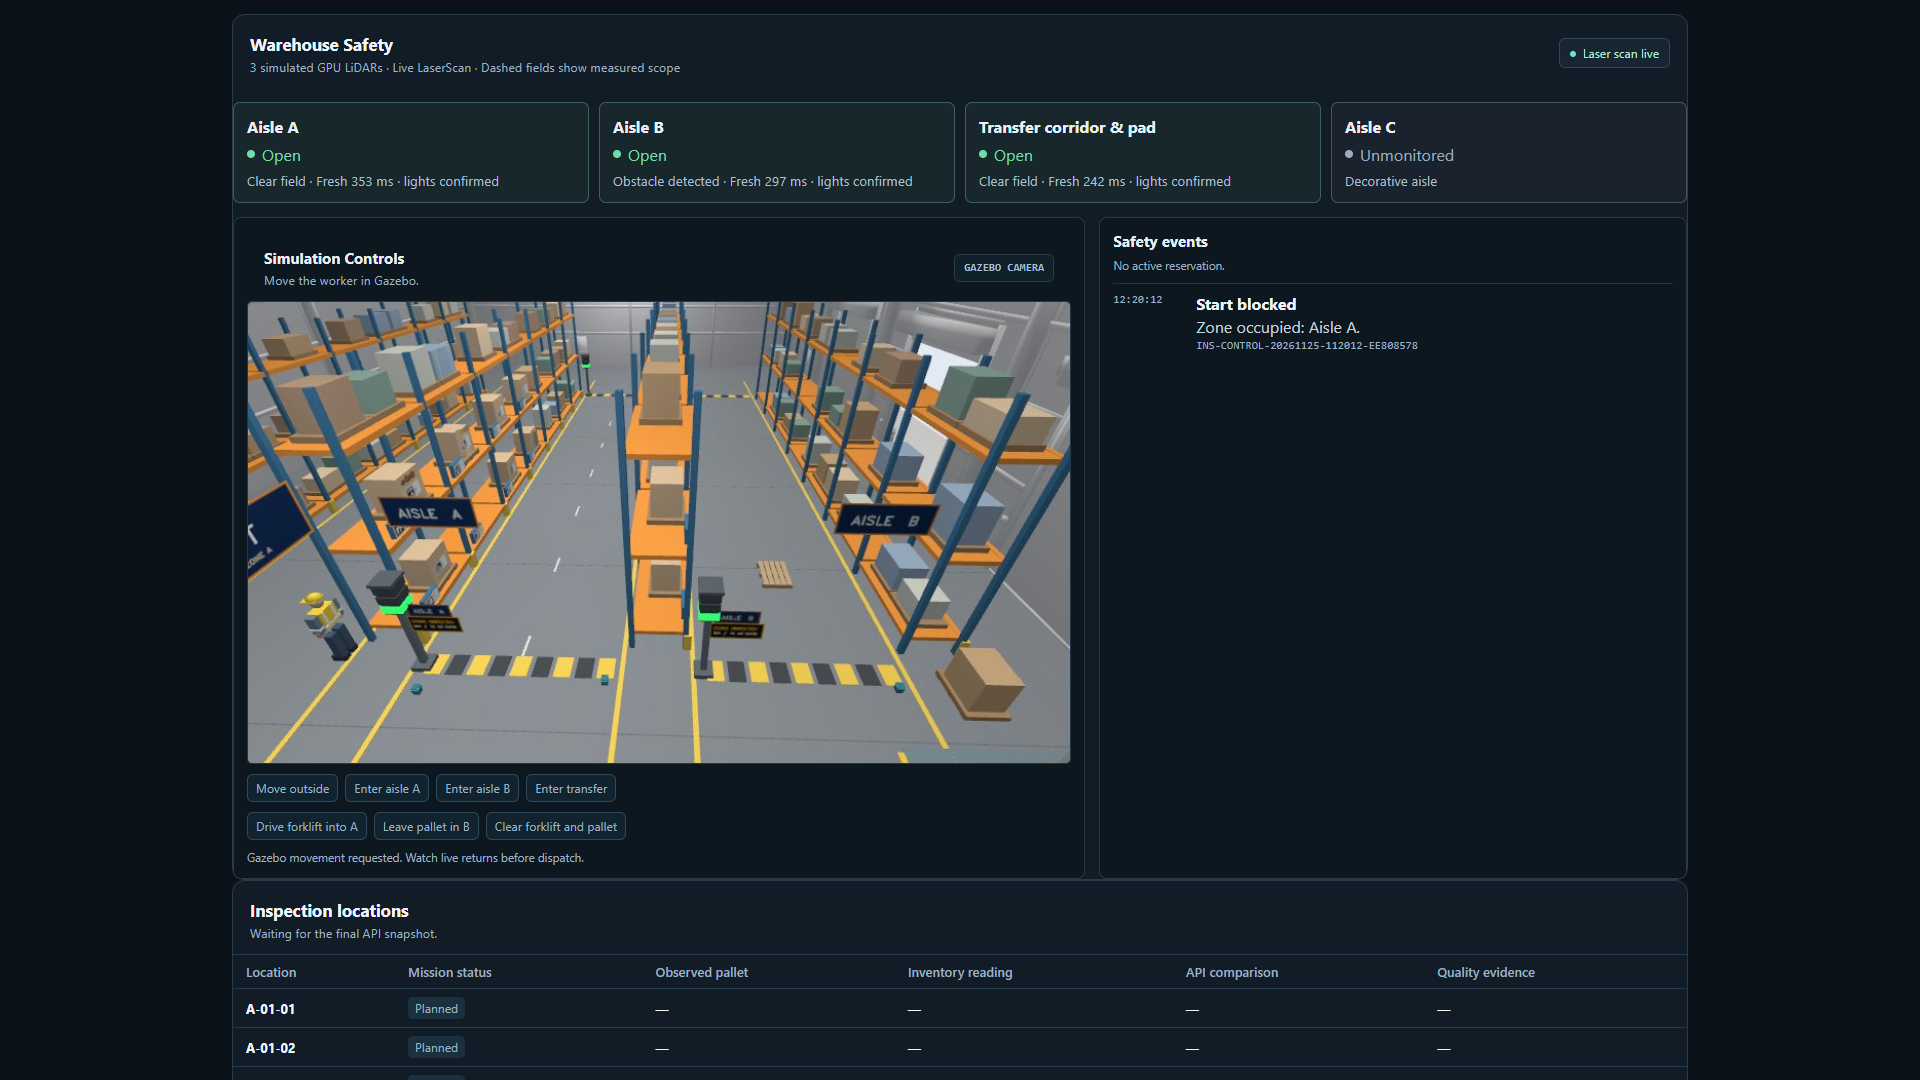 Warehouse Safety
3 simulated GPU LiDARs · Live LaserScan · Dashed fields show measured scope
Laser scan live
Aisle A
Open
Clear field · Fresh 353 ms · lights confirmed
Aisle B
Open
Obstacle detected · Fresh 297 ms · lights confirmed
Transfer corridor & pad
Open
Clear field · Fresh 242 ms · lights confirmed
Aisle C
Unmonitored
Decorative aisle
Simulation Controls
Move the worker in Gazebo.
GAZEBO CAMERA
AISLE A
AISLE B
AISLE A
AISLE B
Move outside
Enter aisle A
Enter aisle B
Enter transfer
Drive forklift into A
Leave pallet in B
Clear forklift and pallet
Gazebo movement requested. Watch live returns before dispatch.
Safety events
No active reservation.
12:20:12
Start blocked
Zone occupied: Aisle A.
INS-CONTROL-20261125-112012-EE808578
Inspection locations
Waiting for the final API snapshot.
Location Mission status Observed pallet Inventory reading API comparison Quality evidence
A-01-01 Planned — — — —
A-01-02 Planned — — — —